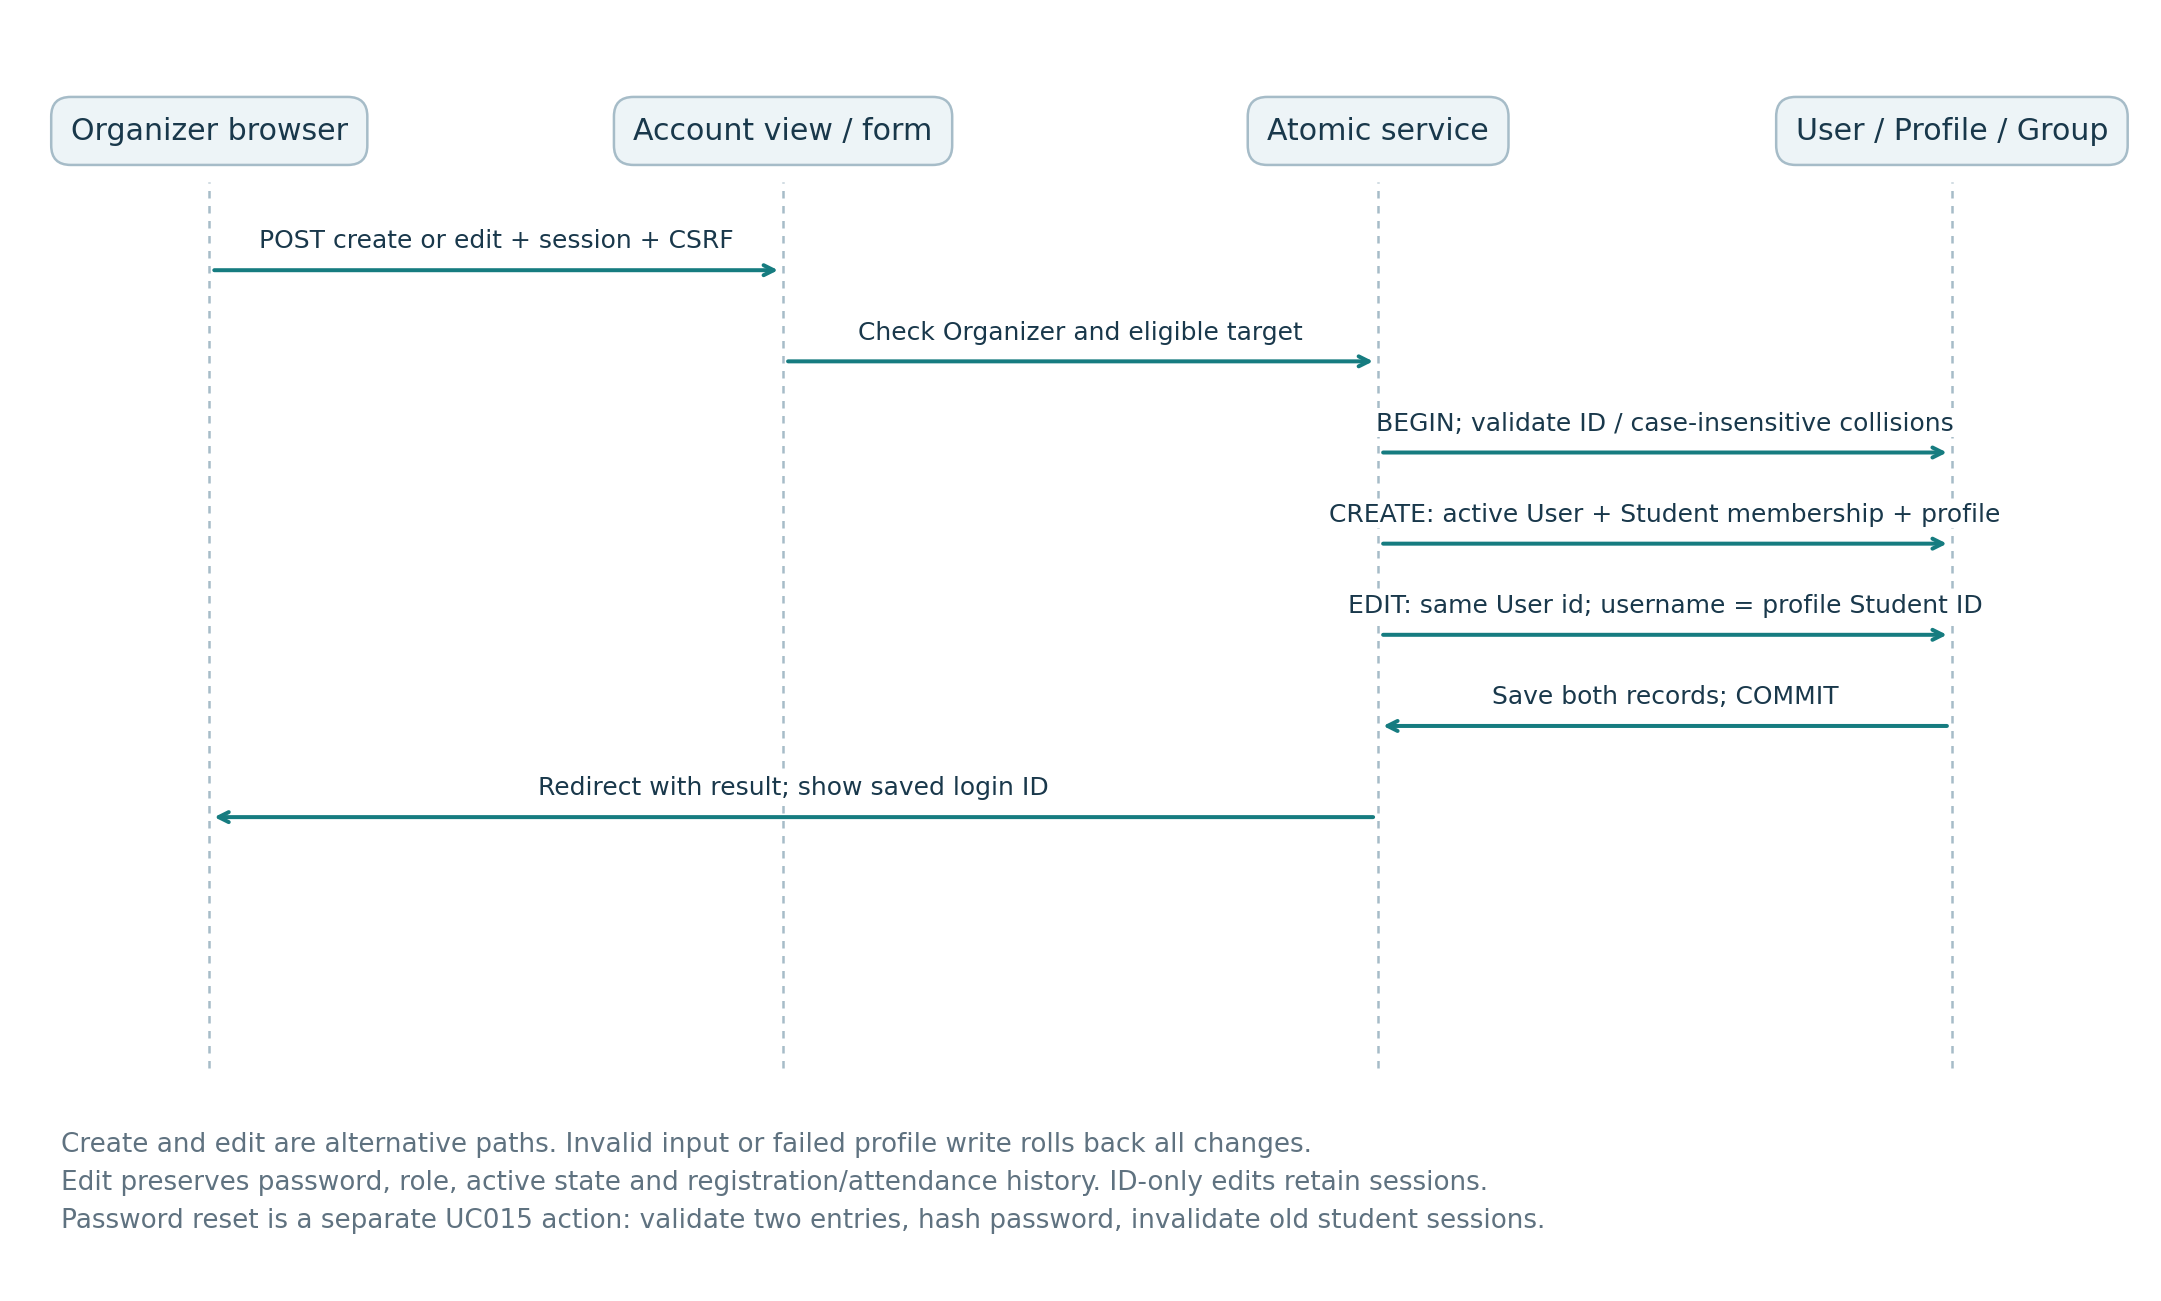 Organizer browser
Account view / form
Atomic service
User / Profile / Group
POST create or edit + session + CSRF
Check Organizer and eligible target
BEGIN; validate ID / case-insensitive collisions
CREATE: active User + Student membership + profile
EDIT: same User id; username = profile Student ID
Save both records; COMMIT
Redirect with result; show saved login ID
Create and edit are alternative paths. Invalid input or failed profile write rolls back all changes.
Edit preserves password, role, active state and registration/attendance history. ID-only edits retain sessions.
Password reset is a separate UC015 action: validate two entries, hash password, invalidate old student sessions.